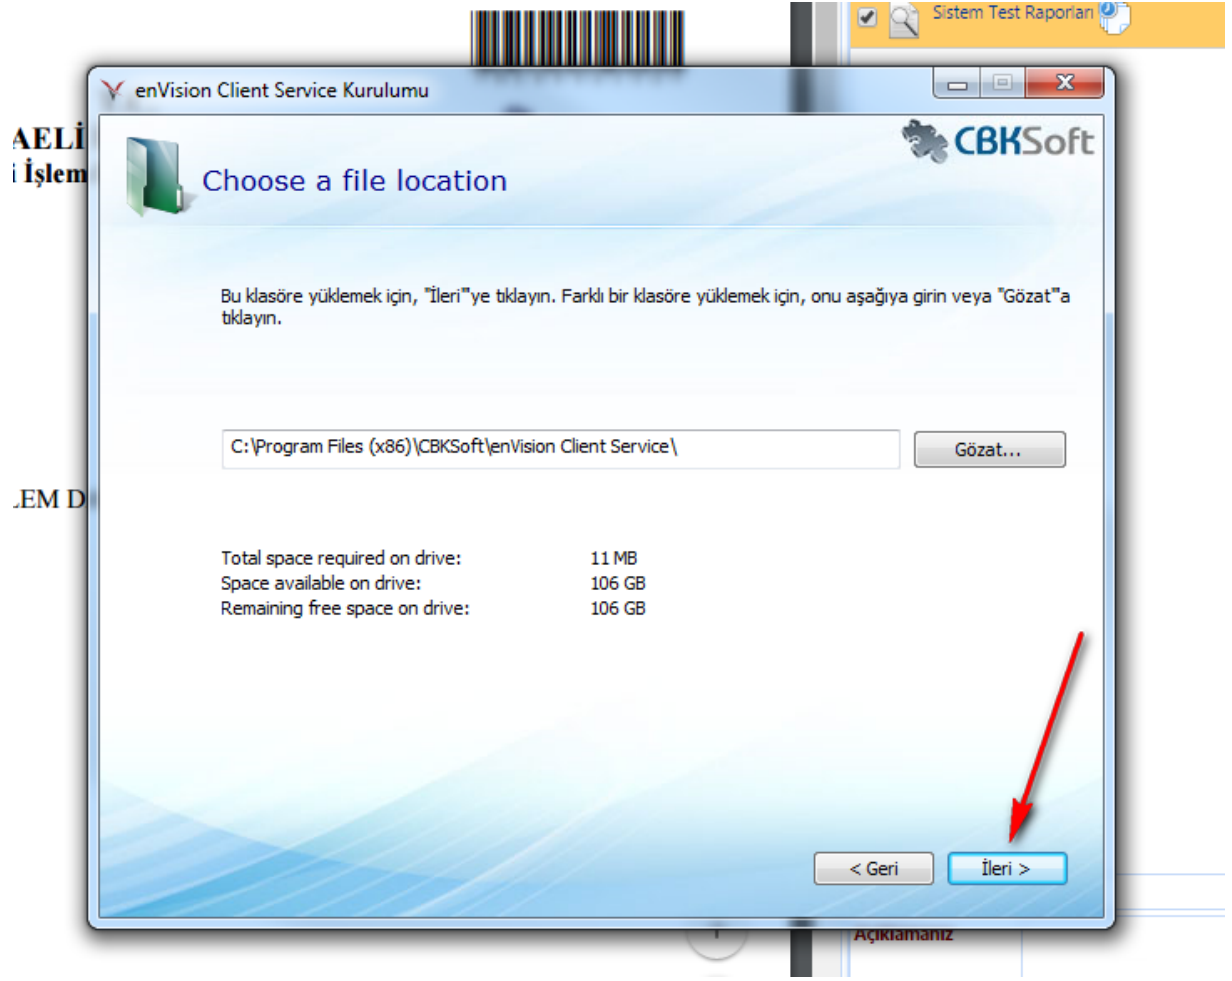 Sistem Test Raporları
enVision Client Service Kurulumu
AELİ
i İşlem
CBKSoft
Choose a file location
Bu klasöre yüklemek için, "İleri"'ye tıklayın. Farklı bir klasöre yüklemek için, onu aşağıya girin veya "Gözat"'a
tıklayın.
C:\Program Files (x86)\CBKSoft\enVision Client Service\
Gözat...
LEM D
Total space required on drive: 11 MB
Space available on drive: 106 GB
Remaining free space on drive: 106 GB
< Geri
İleri >
Açıklamanız